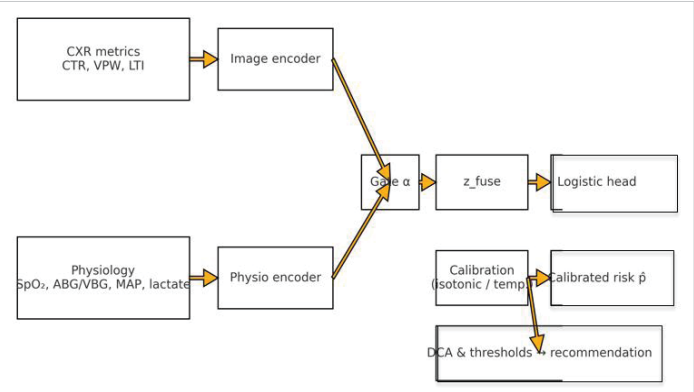 CXR metrics
CTR, VPW, LTI
Image encoder
Gate α
z_fuse
Logistic head
Physiology
SpO₂, ABG/VBG, MAP, lactate
Physio encoder
Calibration
(isotonic / temp.)
Calibrated risk p̂
DCA & thresholds → recommendation